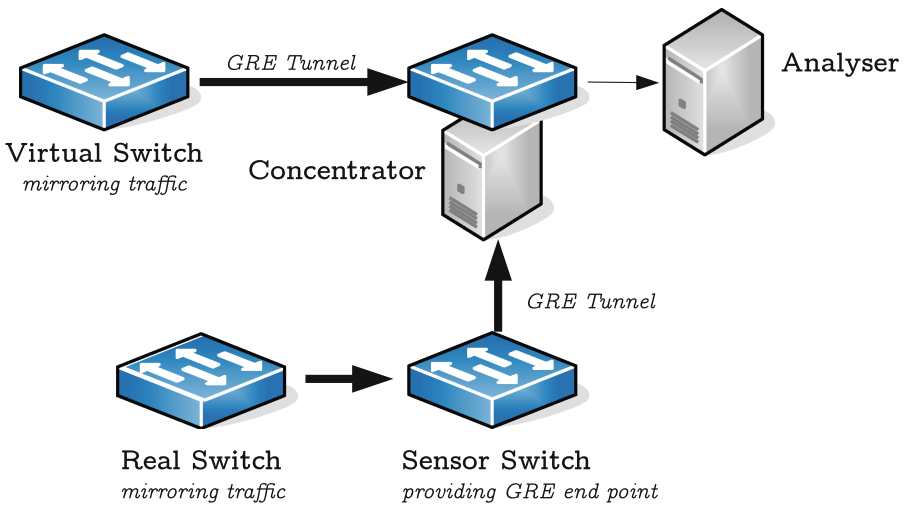 GRE Tunnel
Analyser
Virtual Switch
mirroring traffic
Concentrator
GRE Tunnel
Real Switch
mirroring traffic
Sensor Switch
providing GRE end point